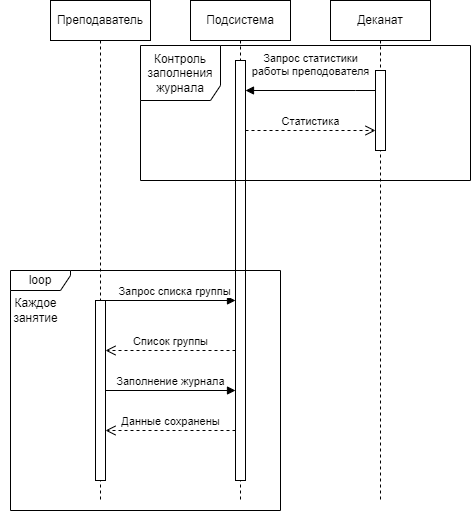 Преподаватель
Подсистема
Деканат
Контроль
заполнения
журнала
Запрос статистики
работы преподователя
Статистика
loop
Каждое
занятие
Запрос списка группы
Список группы
Заполнение журнала
Данные сохранены